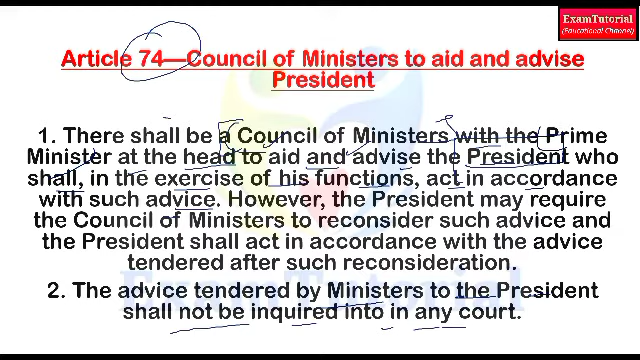 ExamTutorial
(Educational Channel)
Article 74—Council of Ministers to aid and advise
President
1. There shall be a Council of Ministers with the Prime
Minister at the head to aid and advise the President who
shall, in the exercise of his functions, act in accordance
with such advice. However, the President may require
the Council of Ministers to reconsider such advice and
the President shall act in accordance with the advice
tendered after such reconsideration.
2. The advice tendered by Ministers to the President
shall not be inquired into in any court.
ExamTutorial